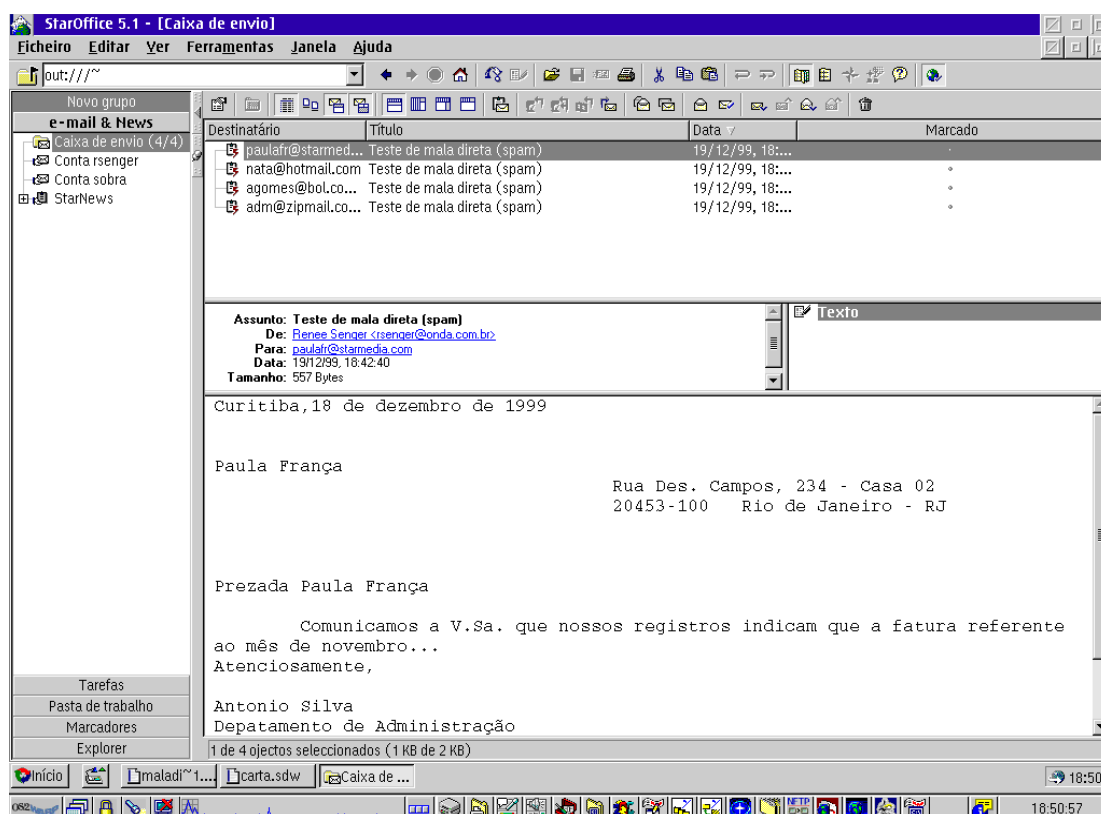 StarOffice 5.1 - [Caixa de envio]
Ficheiro Editar Ver Ferramentas Janela Ajuda
out:///~
Novo grupo
e-mail & News
Caixa de envio (4/4)
Conta rsenger
Conta sobra
StarNews
Destinatário Título Data Marcado
paulafr@starmed... Teste de mala direta (spam) 19/12/99, 18:...
nata@hotmail.com Teste de mala direta (spam) 19/12/99, 18:...
agomes@bol.co... Teste de mala direta (spam) 19/12/99, 18:...
adm@zipmail.co... Teste de mala direta (spam) 19/12/99, 18:...
Assunto: Teste de mala direta (spam)
De: Renee Senger <rsenger@onda.com.br>
Para: paulafr@starmedia.com
Data: 19/12/99, 18:42:40
Tamanho: 557 Bytes
Texto
Curitiba,18 de dezembro de 1999
Paula França
Rua Des. Campos, 234 - Casa 02
20453-100 Rio de Janeiro - RJ
Prezada Paula França
Comunicamos a V.Sa. que nossos registros indicam que a fatura referente
ao mês de novembro...
Atenciosamente,
Antonio Silva
Depatamento de Administração
Tarefas
Pasta de trabalho
Marcadores
Explorer
1 de 4 ojectos seleccionados (1 KB de 2 KB)
Início maladi~1.... carta.sdw Caixa de ... 18:50
OS2 NFTP 18:50:57